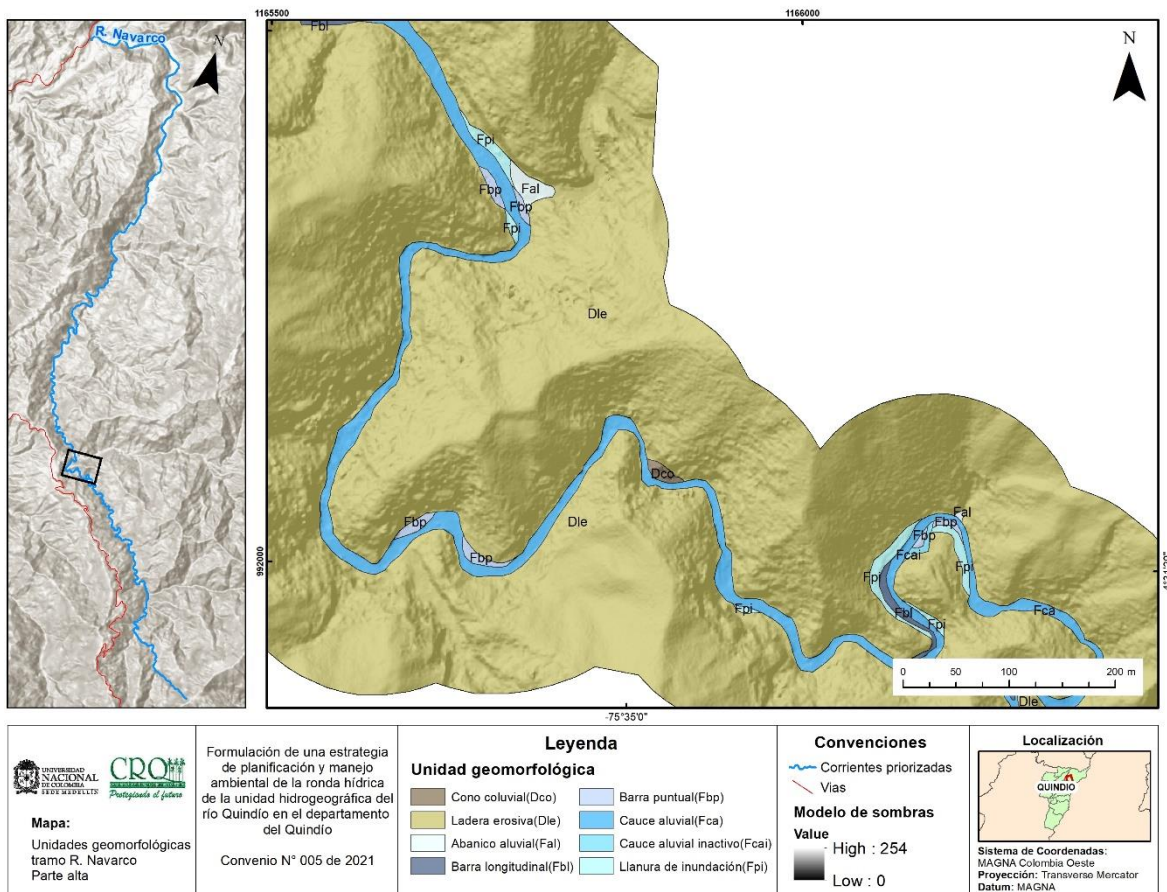 R. Navarco
N
1165500
1166000
N
Fbl
Fpi
Fbp
Fal
Fbp
Fpi
Dle
Dco
Fbp
Dle
Fbp
Fal
Fbp
Fbp
Fcai
Fpi
Fpi
Fbl
Fpi
Fpi
Fca
Dle
992000
0 50 100 150 200 m
-75°35'0"
UNIVERSIDAD
NACIONAL
DE COLOMBIA
SEDE MEDELLÍN
CRQ
Protegiendo el futuro
Mapa:
Unidades geomorfológicas
tramo R. Navarco
Parte alta
Formulación de una estrategia
de planificación y manejo
ambiental de la ronda hídrica
de la unidad hidrogeográfica del
río Quindío en el departamento
del Quindío
Convenio N° 005 de 2021
Leyenda
Unidad geomorfológica
Cono coluvial(Dco)
Ladera erosiva(Dle)
Abanico aluvial(Fal)
Barra longitudinal(Fbl)
Barra puntual(Fbp)
Cauce aluvial(Fca)
Cauce aluvial inactivo(Fcai)
Llanura de inundación(Fpi)
Convenciones
Corrientes priorizadas
Vias
Modelo de sombras
Value
High : 254
Low : 0
Localización
QUINDIO
Sistema de Coordenadas:
MAGNA Colombia Oeste
Proyección: Transverse Mercator
Datum: MAGNA